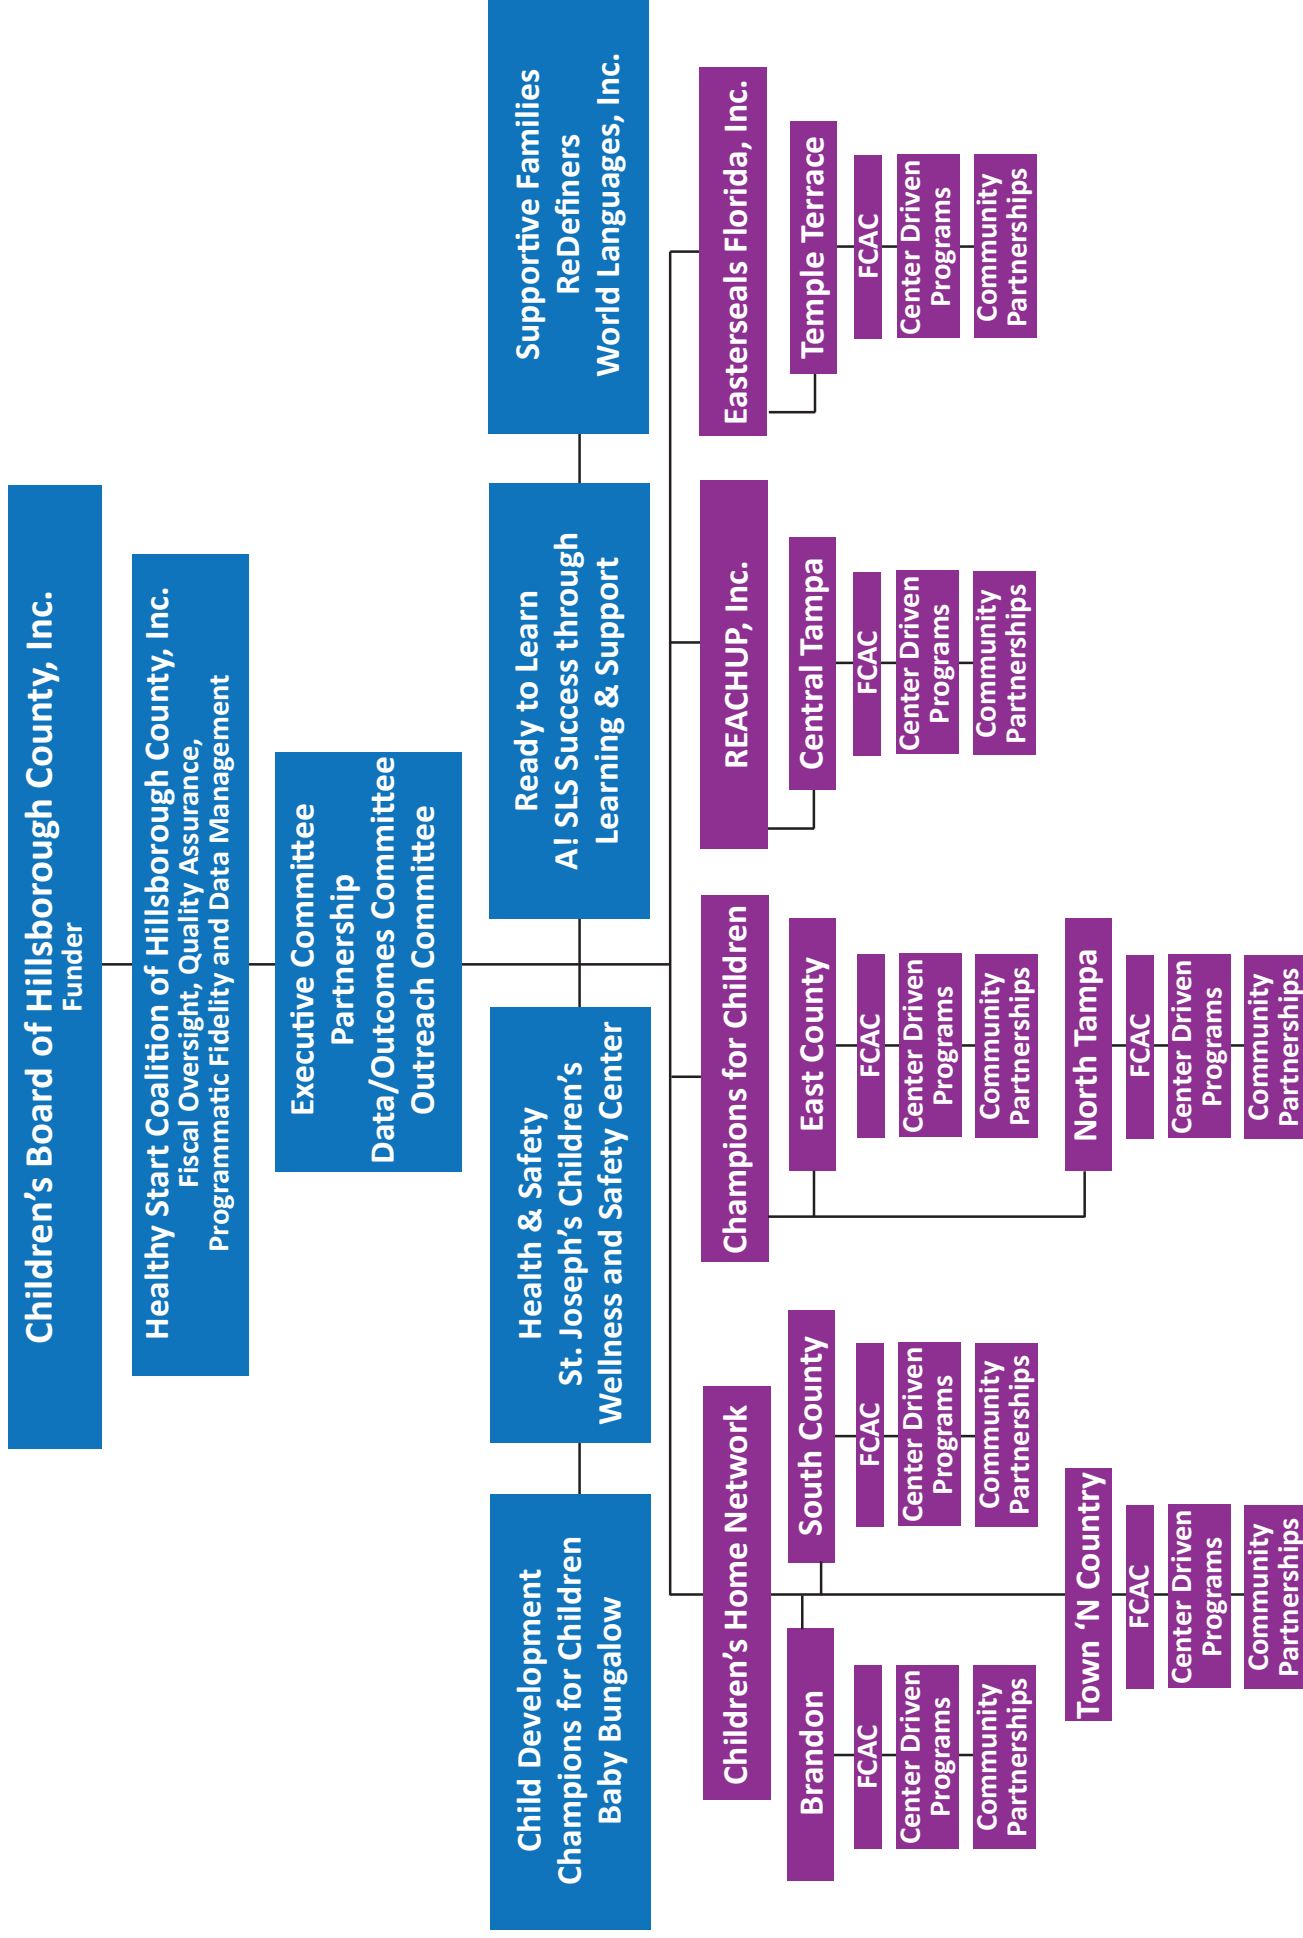 Children’s Board of Hillsborough County, Inc.
Funder
Healthy Start Coalition of Hillsborough County, Inc.
Fiscal Oversight, Quality Assurance,
Programmatic Fidelity and Data Management
Executive Committee
Partnership
Data/Outcomes Committee
Outreach Committee
Child Development
Champions for Children
Baby Bungalow
Health & Safety
St. Joseph’s Children’s
Wellness and Safety Center
Ready to Learn
A! SLS Success through
Learning & Support
Supportive Families
ReDefiners
World Languages, Inc.
Children’s Home Network
Brandon
FCAC
Center Driven
Programs
Community
Partnerships
South County
FCAC
Center Driven
Programs
Community
Partnerships
Town ‘N Country
FCAC
Center Driven
Programs
Community
Partnerships
Champions for Children
East County
FCAC
Center Driven
Programs
Community
Partnerships
North Tampa
FCAC
Center Driven
Programs
Community
Partnerships
REACHUP, Inc.
Central Tampa
FCAC
Center Driven
Programs
Community
Partnerships
Easterseals Florida, Inc.
Temple Terrace
FCAC
Center Driven
Programs
Community
Partnerships